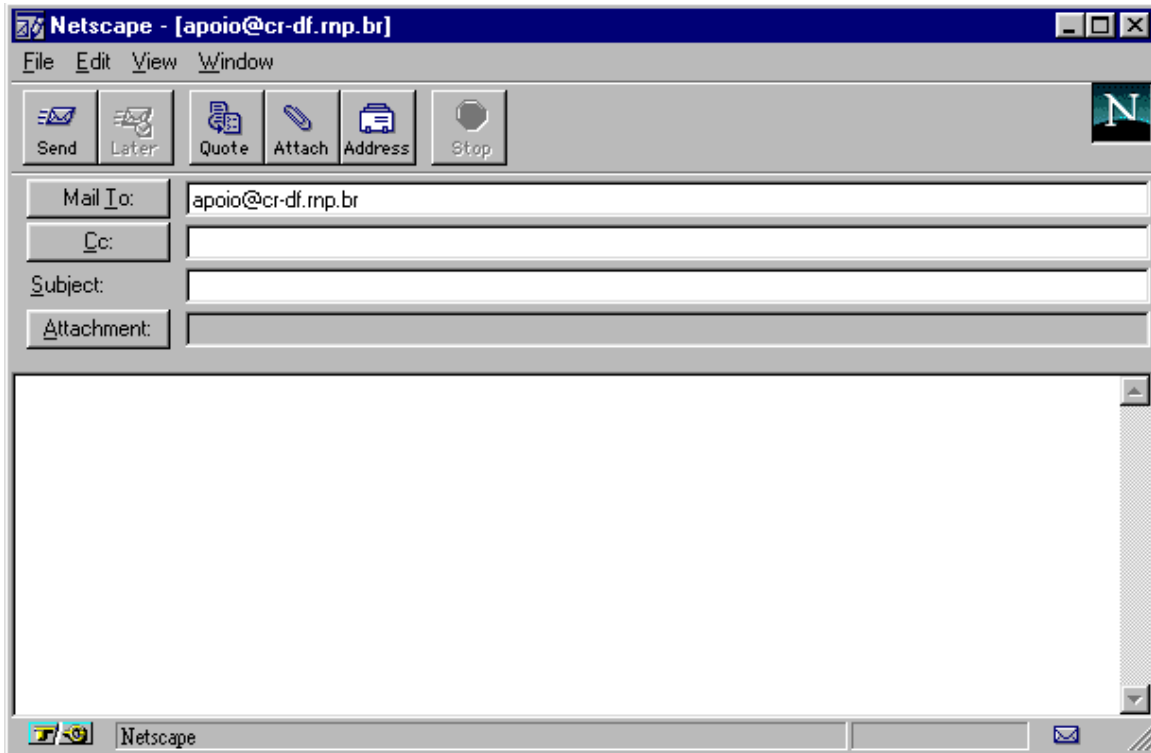 Netscape - [apoio@cr-df.rnp.br]
File Edit View Window
Send Later Quote Attach Address Stop
N
Mail To: apoio@cr-df.rnp.br
Cc:
Subject:
Attachment:
Netscape